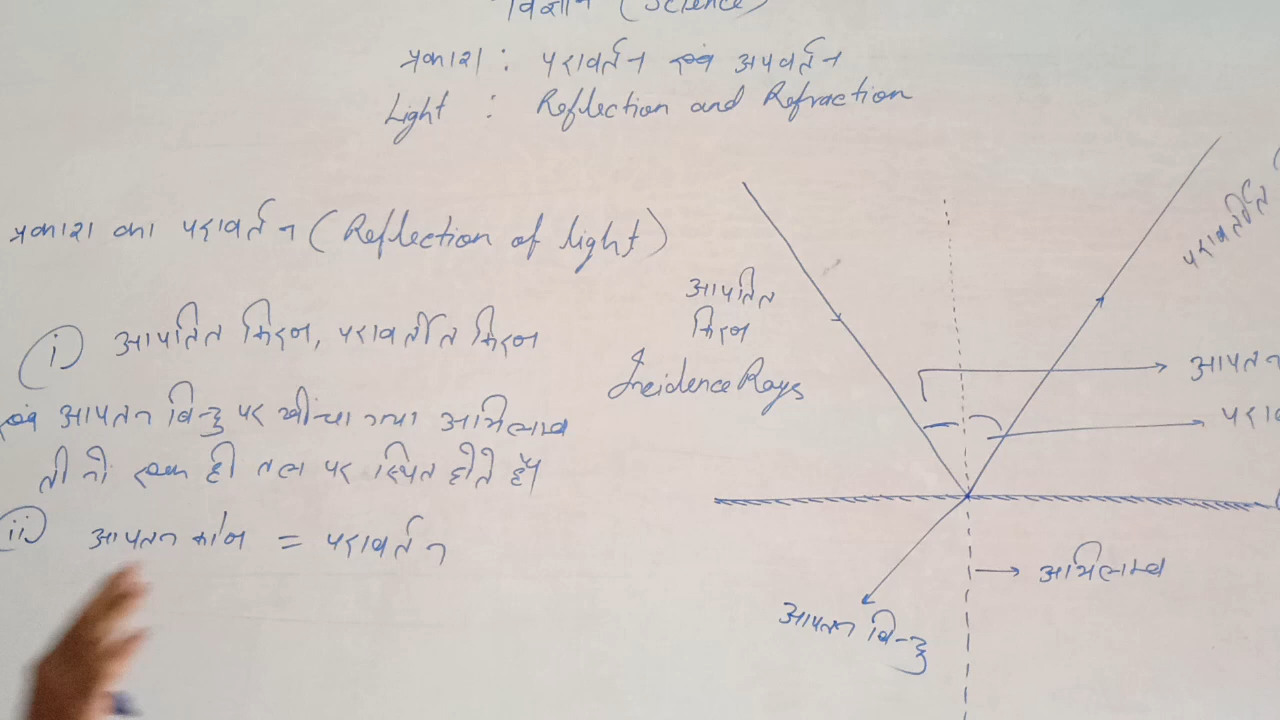 विज्ञान (Science)
प्रकाश : परावर्तन एवं अपवर्तन
Light : Reflection and Refraction
प्रकाश का परावर्तन (Reflection of light)
(i) आपतित किरण, परावर्तित किरण
एवं आपतन बिन्दु पर खींचा गया अभिलम्ब
तीनों एक ही तल पर स्थित होते हैं।
(ii) आपतन कोण = परावर्तन
आपतित
किरण
Incidence Rays
परावर्तित
आपतन
आपतन बिन्दु
अभिलम्ब